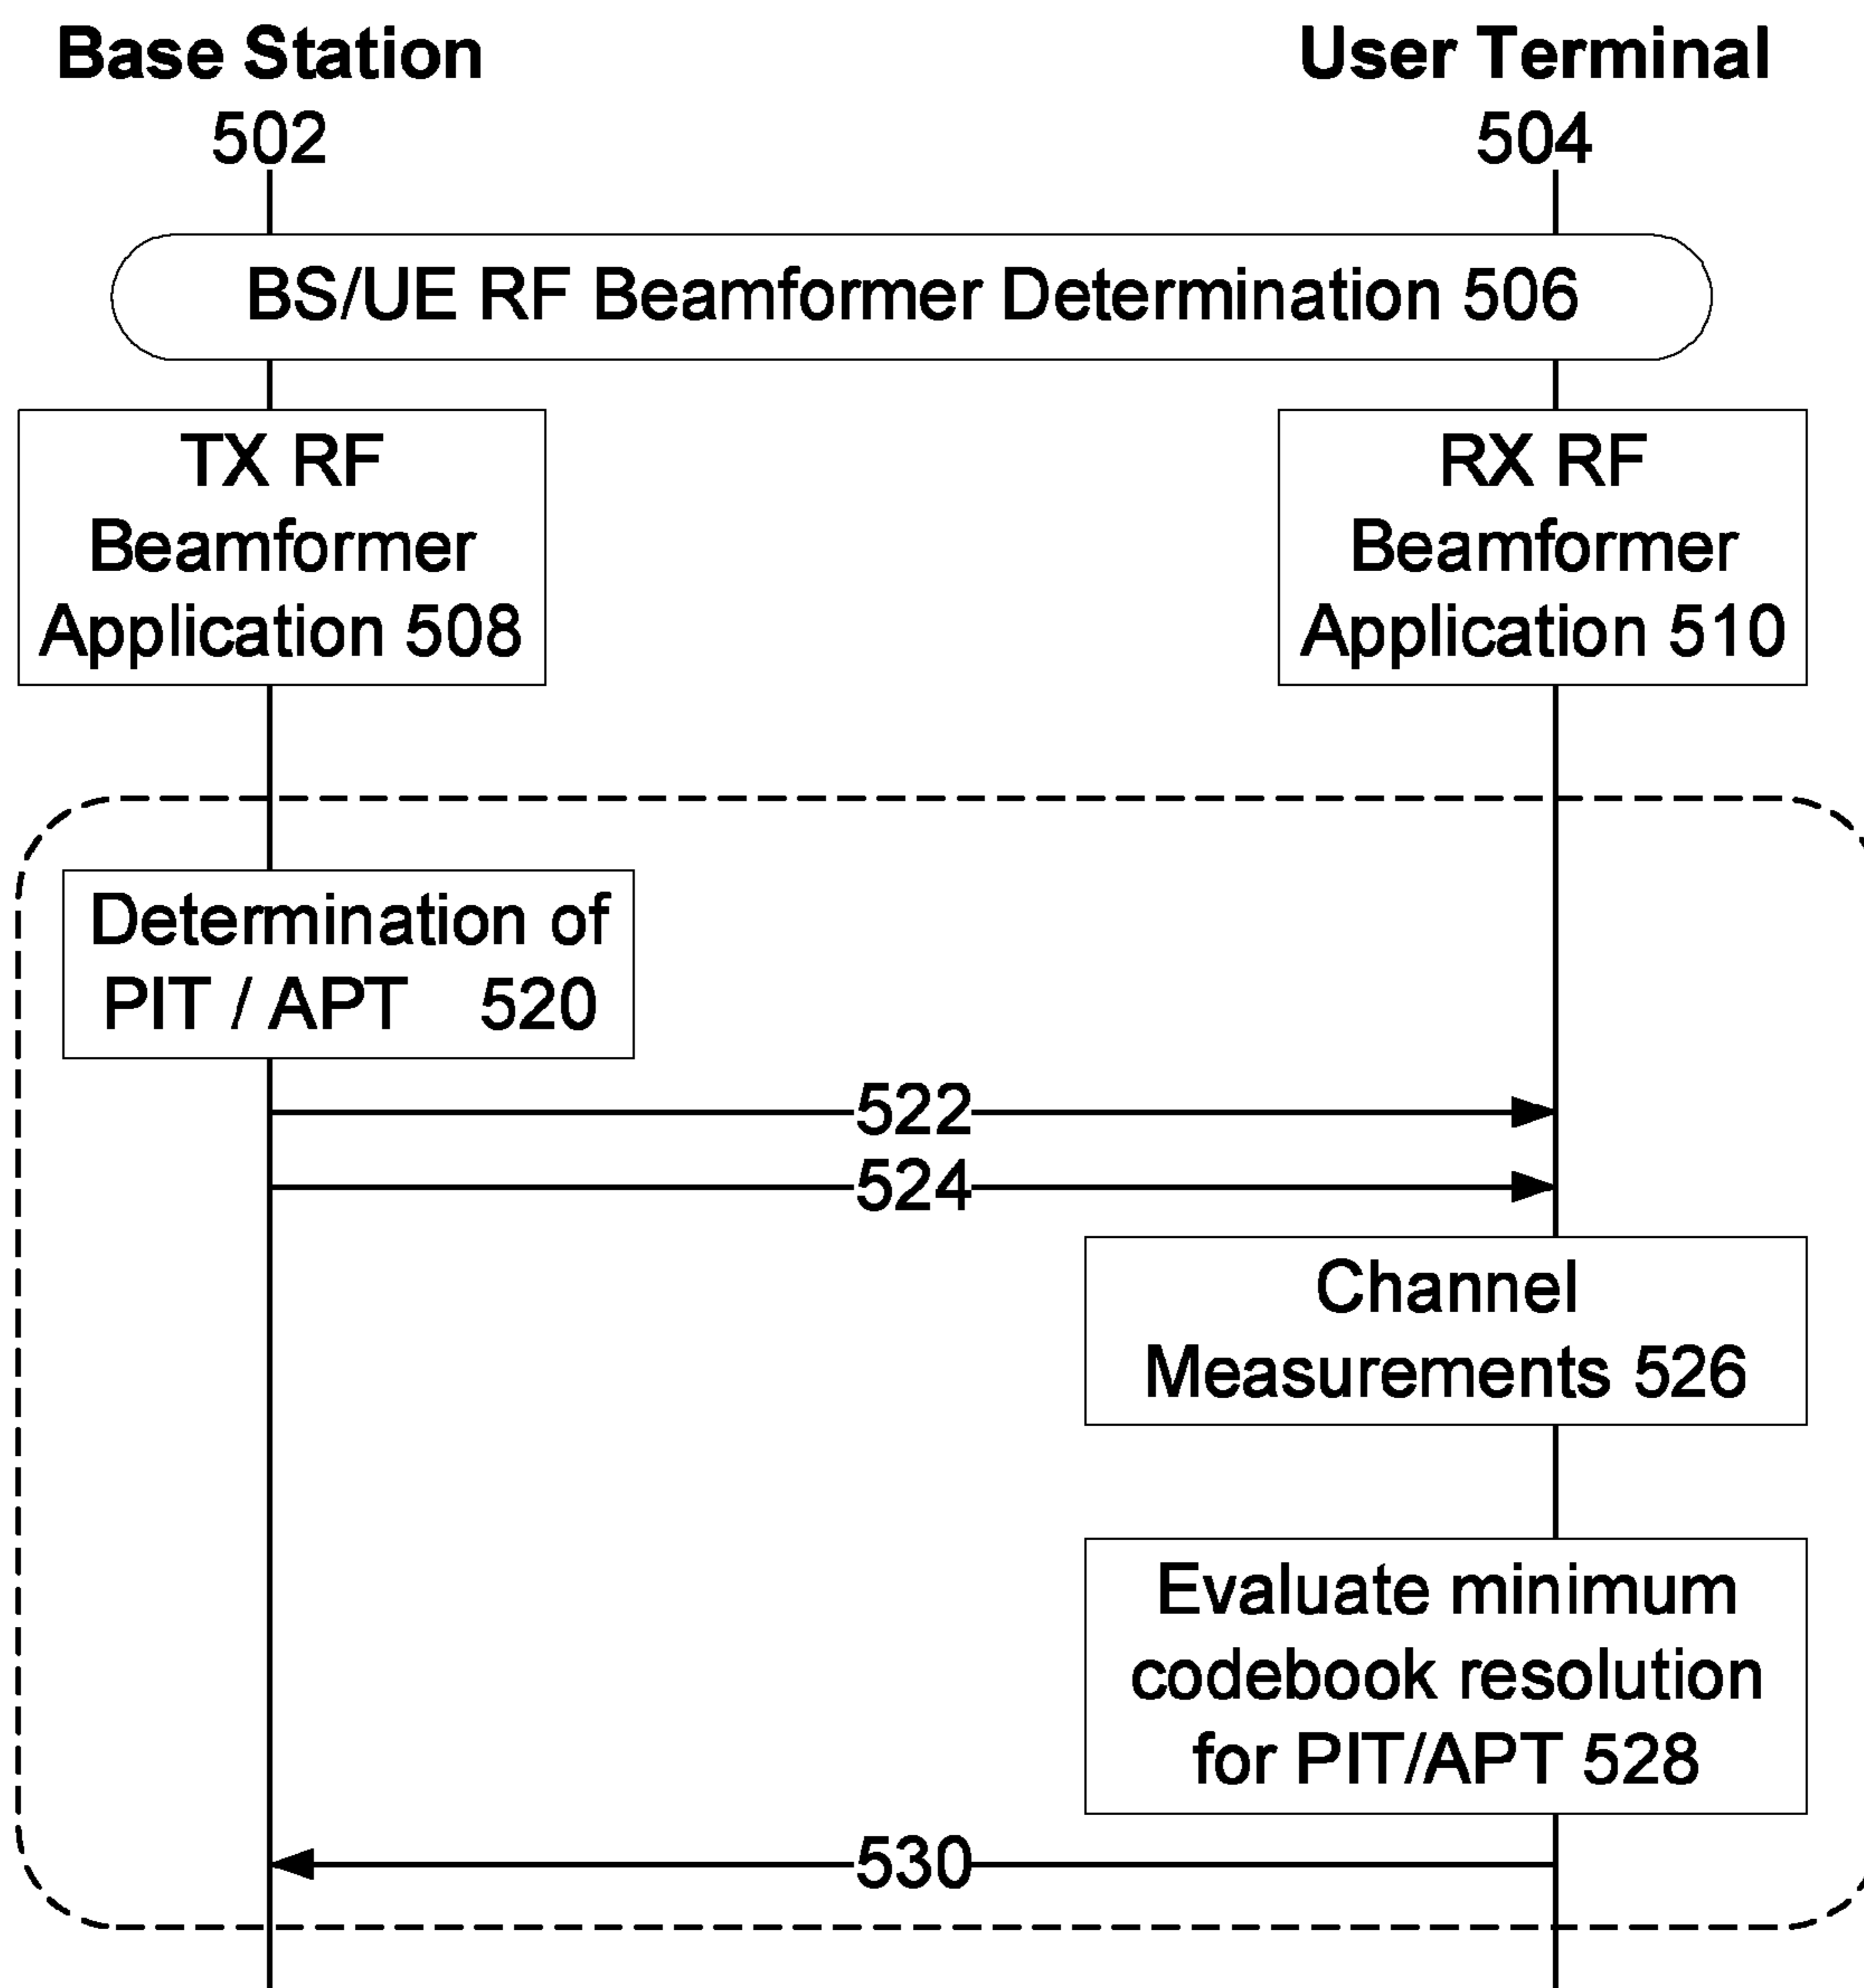 Base Station
502
User Terminal
504
BS/UE RF Beamformer Determination 506
TX RF
Beamformer
Application 508
RX RF
Beamformer
Application 510
Determination of
PIT / APT 520
522
524
Channel
Measurements 526
Evaluate minimum
codebook resolution
for PIT/APT 528
530